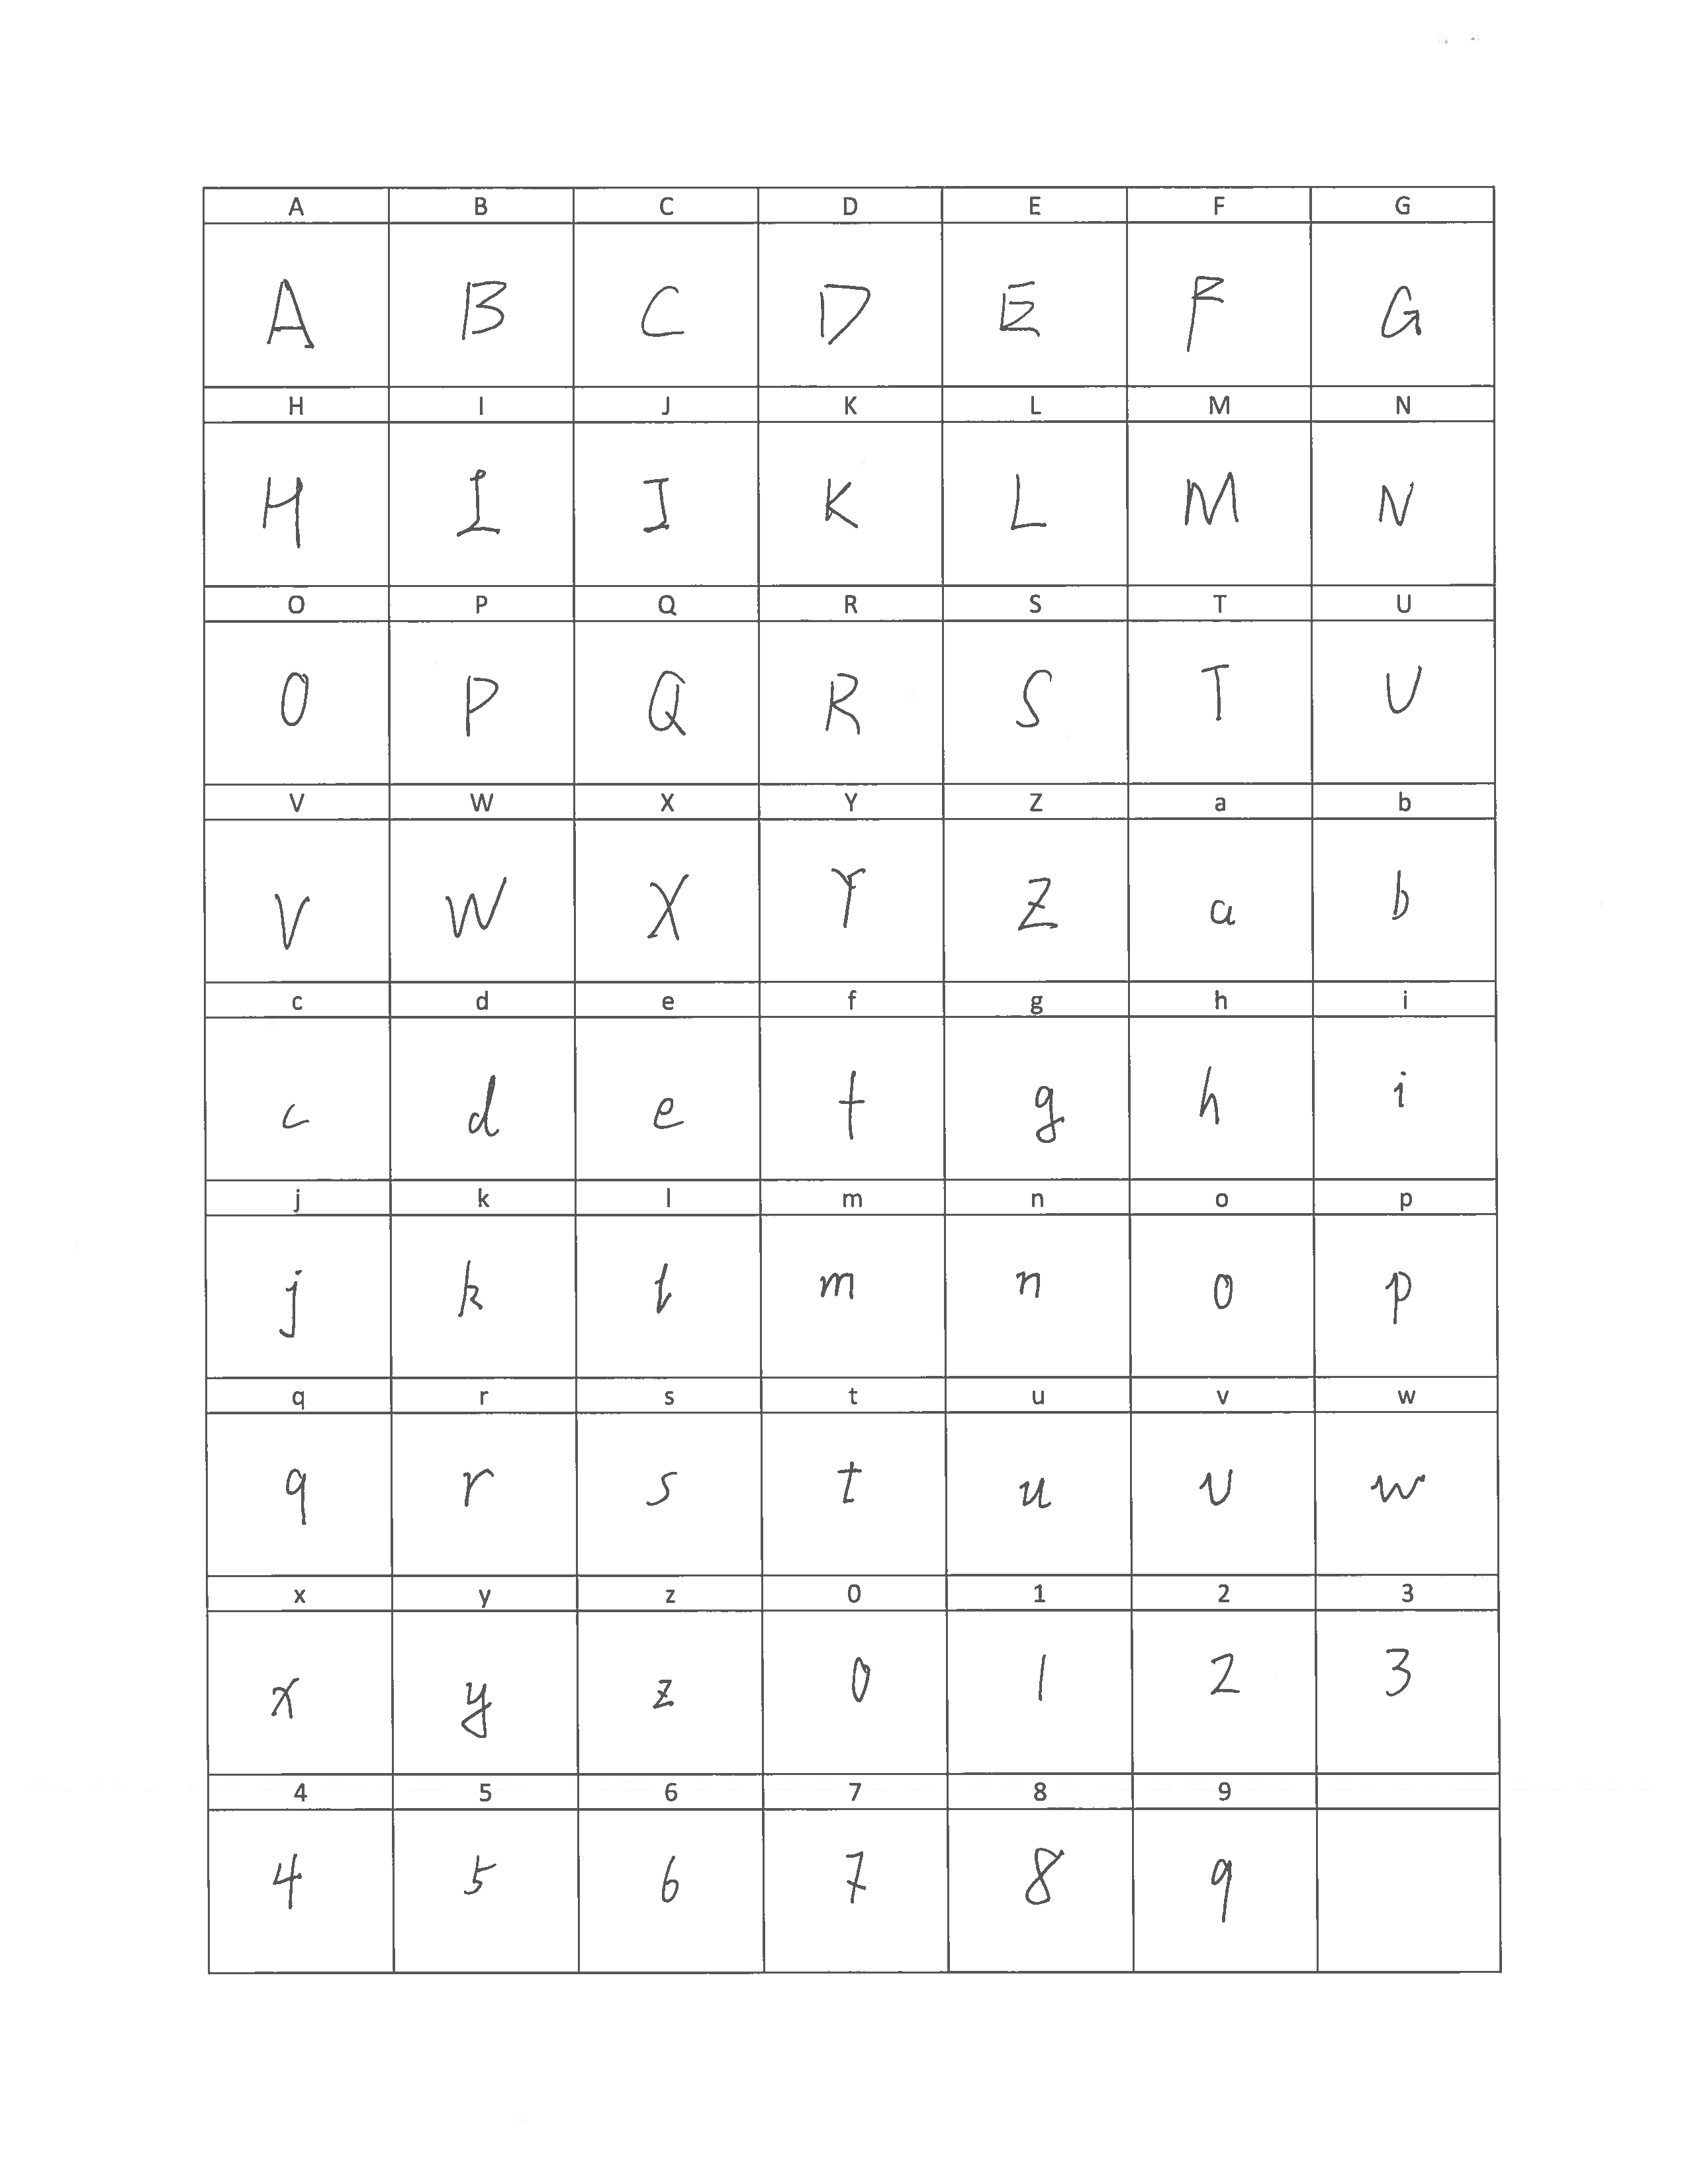 A B C D E F G
A B C D E F G
H I J K L M N
H I J K L M N
O P Q R S T U
O P Q R S T U
V W X Y Z a b
V W X Y Z a b
c d e f g h i
c d e f g h i
j k l m n o p
j k l m n o p
q r s t u v w
q r s t u v w
x y z 0 1 2 3
x y z 0 1 2 3
4 5 6 7 8 9
4 5 6 7 8 9